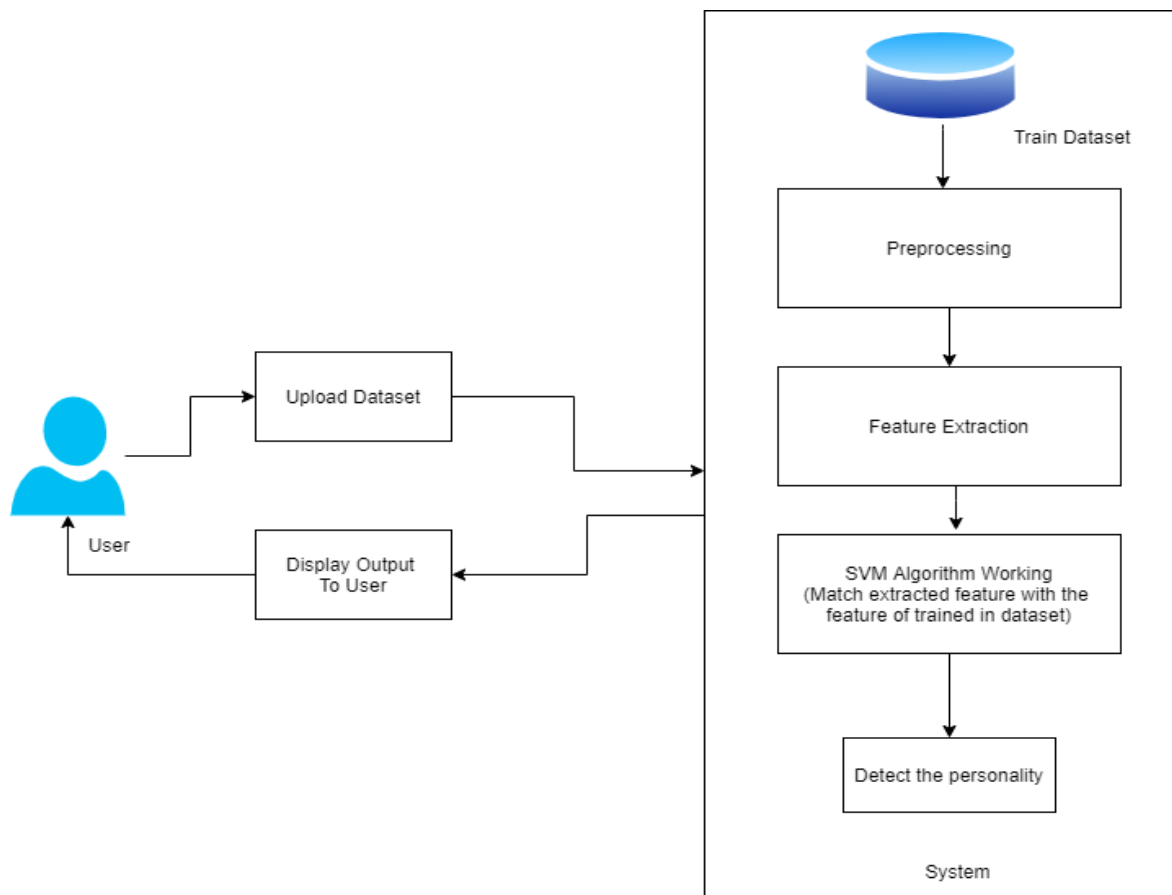 Train Dataset
Preprocessing
Upload Dataset
Feature Extraction
User
Display Output
To User
SVM Algorithm Working
(Match extracted feature with the
feature of trained in dataset)
Detect the personality
System